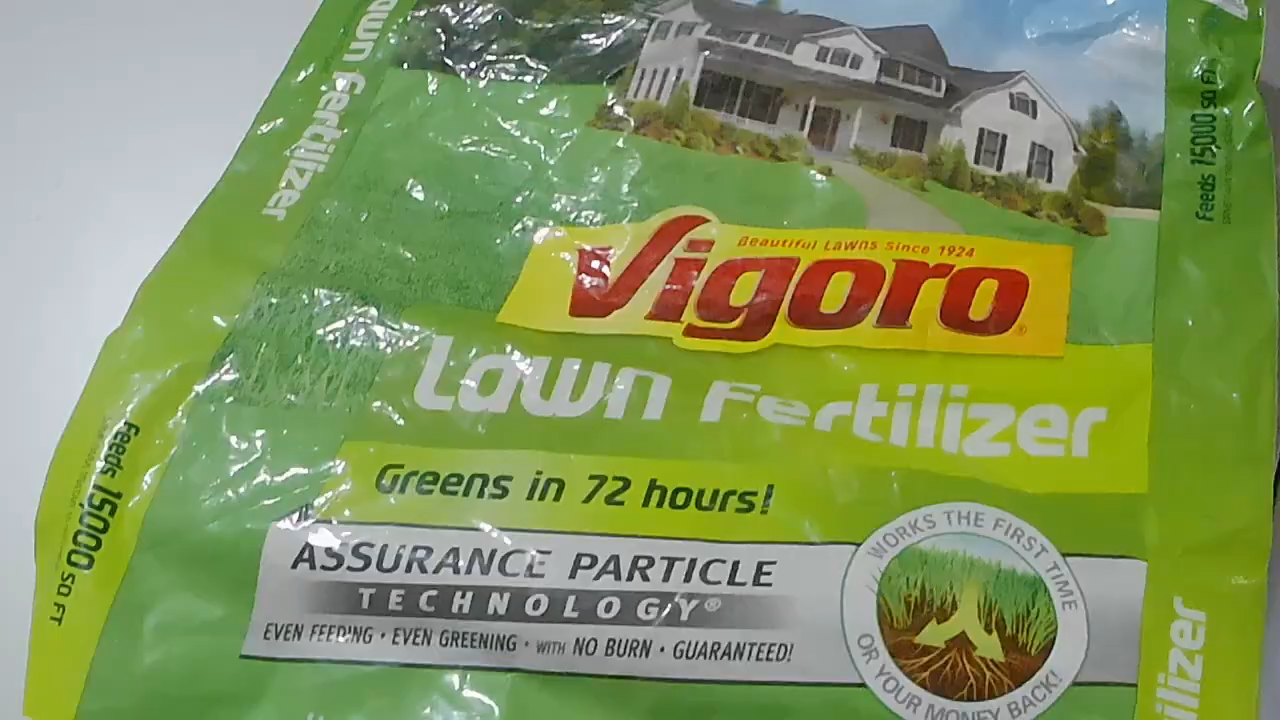 Lawn Fertilizer
Feeds 15000 SQ FT
Beautiful Lawns Since 1924
Vigoro®
Lawn Fertilizer
Greens in 72 hours!
ASSURANCE PARTICLE
TECHNOLOGY®
EVEN FEEDING • EVEN GREENING • WITH NO BURN • GUARANTEED!
WORKS THE FIRST TIME
OR YOUR MONEY BACK!
Feeds 15,000 SQ FT
ilizer